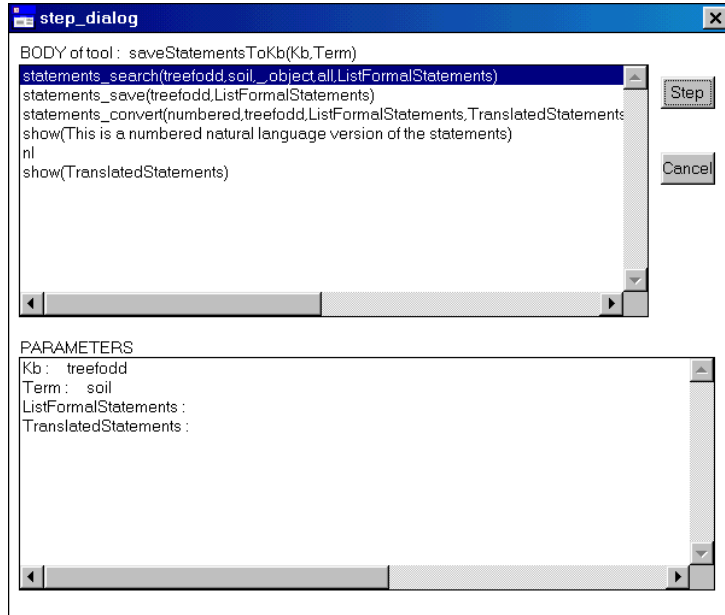 step_dialog
BODY of tool : saveStatementsToKb(Kb,Term)
statements_search(treefodd,soil,_,object,all,ListFormalStatements)
statements_save(treefodd,ListFormalStatements)
statements_convert(numbered,treefodd,ListFormalStatements,TranslatedStatements
show(This is a numbered natural language version of the statements)
nl
show(TranslatedStatements)
Step
Cancel
PARAMETERS
Kb : treefodd
Term : soil
ListFormalStatements :
TranslatedStatements :